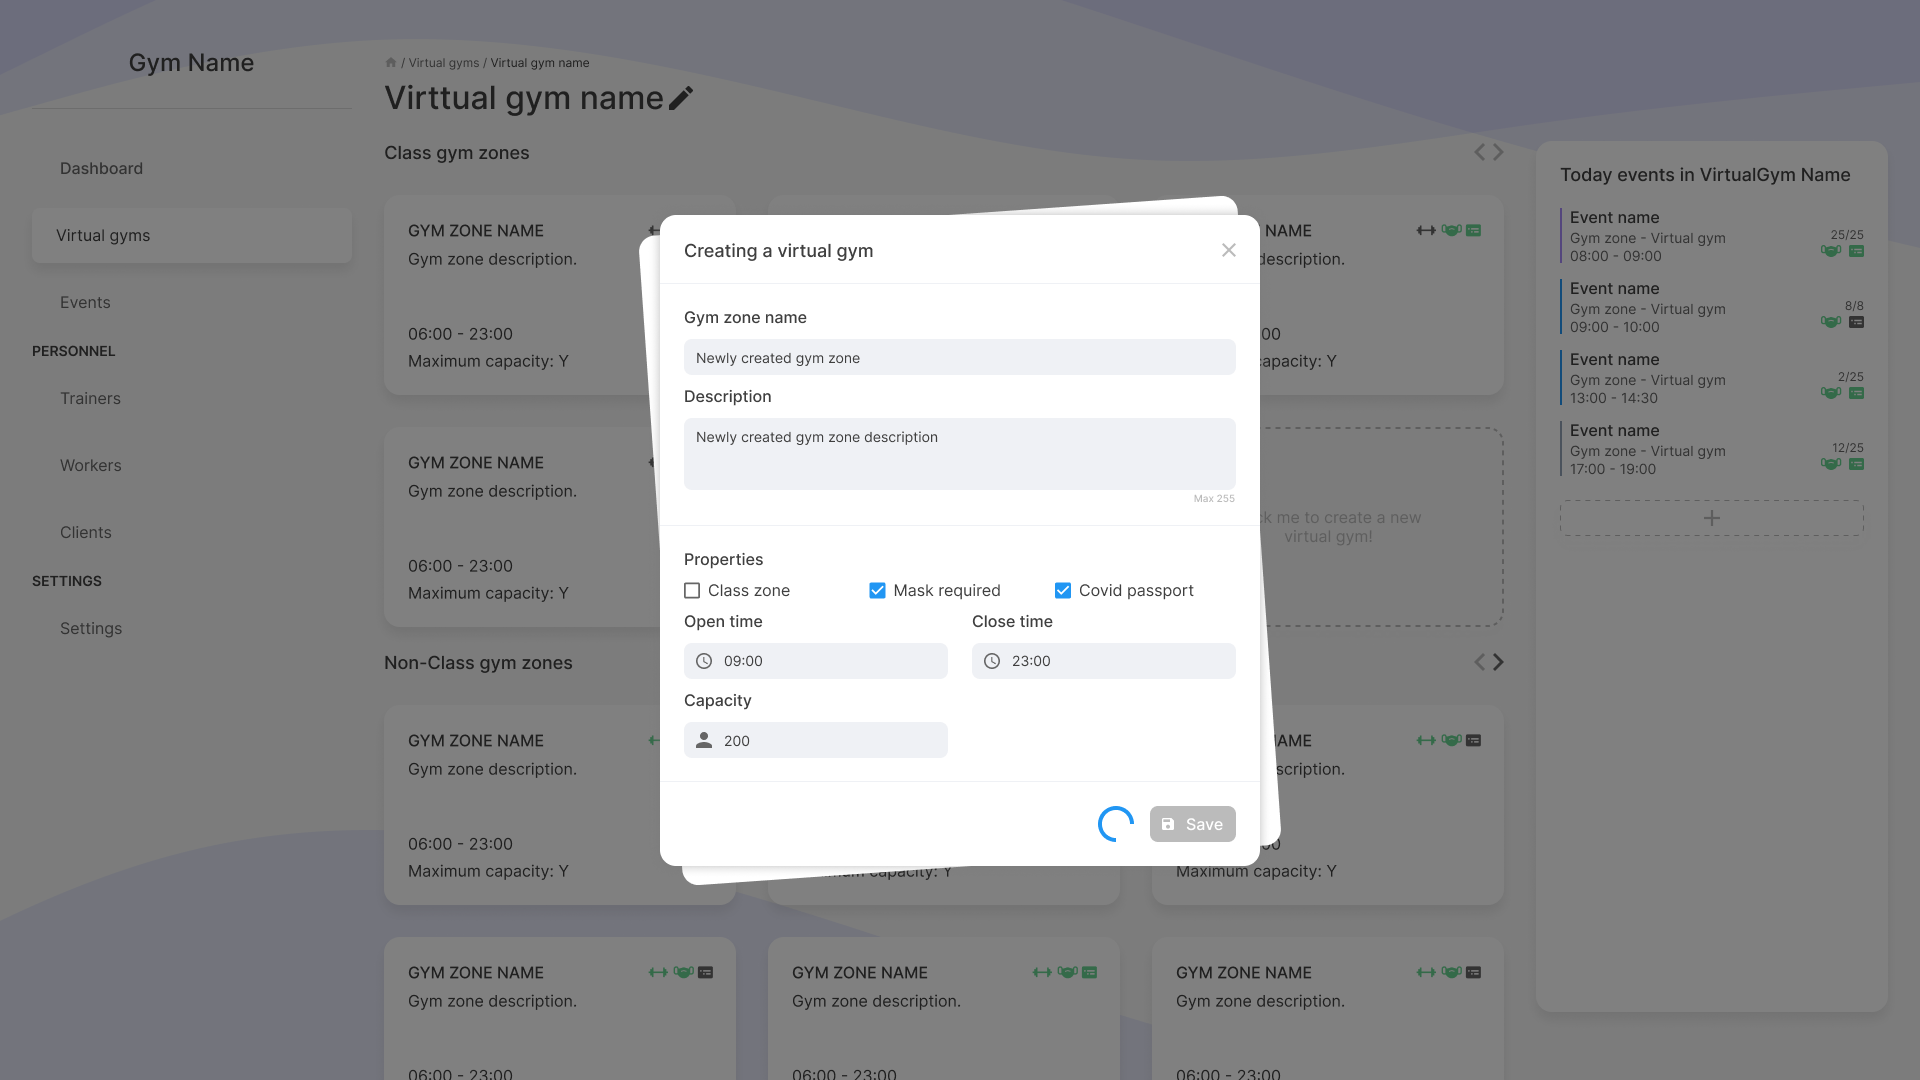 Gym Name
Dashboard
Virtual gyms
Events
PERSONNEL
Trainers
Workers
Clients
SETTINGS
Settings
/ Virtual gyms / Virtual gym name
Virttual gym name
Class gym zones
GYM ZONE NAME
Gym zone description.
06:00 - 23:00
Maximum capacity: Y
NAME
description.
:00
capacity: Y
GYM ZONE NAME
Gym zone description.
06:00 - 23:00
Maximum capacity: Y
ck me to create a new
virtual gym!
Non-Class gym zones
GYM ZONE NAME
Gym zone description.
06:00 - 23:00
Maximum capacity: Y
capacity: Y
NAME
scription.
:00
Maximum capacity: Y
GYM ZONE NAME
Gym zone description.
06:00 - 23:00
GYM ZONE NAME
Gym zone description.
06:00 - 23:00
GYM ZONE NAME
Gym zone description.
06:00 - 23:00
Creating a virtual gym
Gym zone name
Newly created gym zone
Description
Newly created gym zone description
Max 255
Properties
Class zone
Mask required
Covid passport
Open time
Close time
09:00
23:00
Capacity
200
Save
Today events in VirtualGym Name
Event name
Gym zone - Virtual gym
25/25
08:00 - 09:00
Event name
Gym zone - Virtual gym
8/8
09:00 - 10:00
Event name
Gym zone - Virtual gym
2/25
13:00 - 14:30
Event name
Gym zone - Virtual gym
12/25
17:00 - 19:00